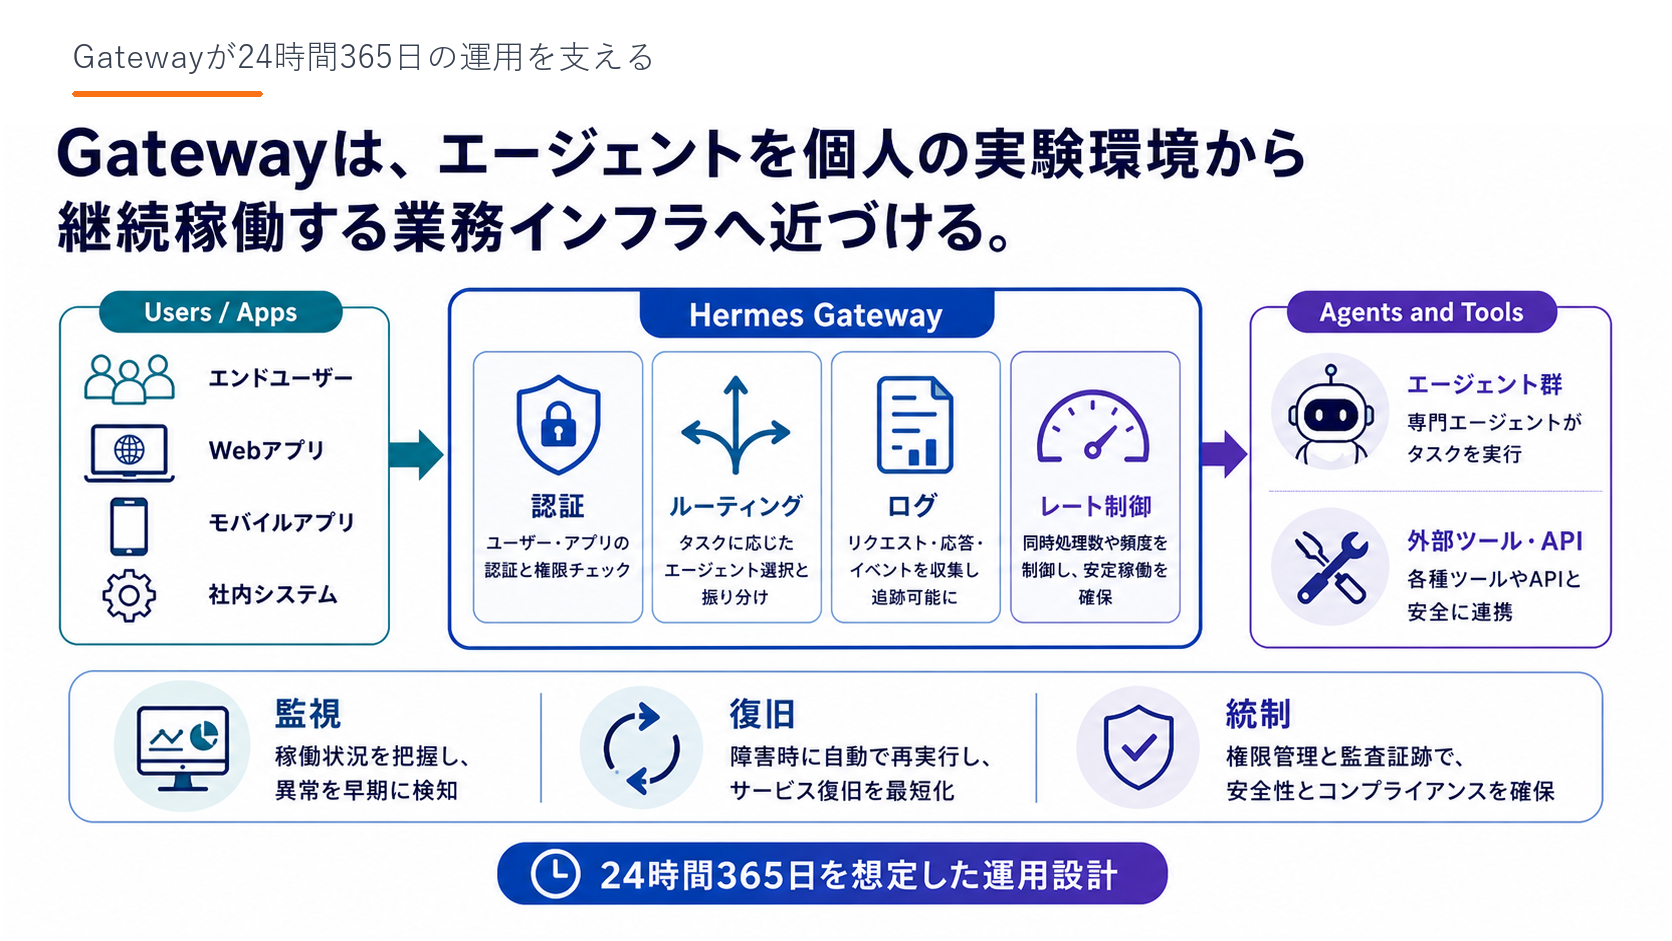 Gatewayが24時間365日の運用を支える
Gatewayは、エージェントを個人の実験環境から
継続稼働する業務インフラへ近づける。
Users / Apps
エンドユーザー
Webアプリ
モバイルアプリ
社内システム
Hermes Gateway
認証
ユーザー・アプリの
認証と権限チェック
ルーティング
タスクに応じた
エージェント選択と
振り分け
ログ
リクエスト・応答・
イベントを収集し
追跡可能に
レート制御
同時処理数や頻度を
制御し、安定稼働を
確保
Agents and Tools
エージェント群
専門エージェントが
タスクを実行
外部ツール・API
各種ツールやAPIと
安全に連携
監視
稼働状況を把握し、
異常を早期に検知
復旧
障害時に自動で再実行し、
サービス復旧を最短化
統制
権限管理と監査証跡で、
安全性とコンプライアンスを確保
24時間365日を想定した運用設計